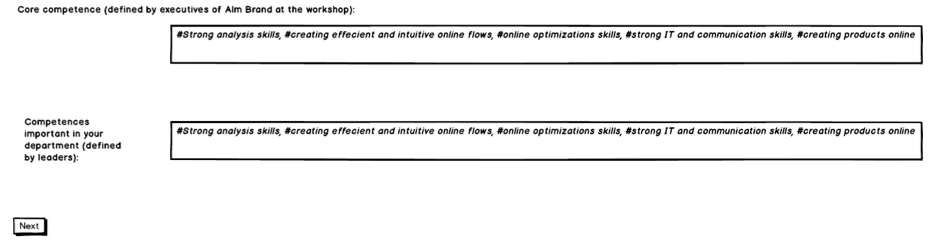 Core competence (defined by executives of Alm Brand at the workshop):
#Strong analysis skills, #creating effecient and intuitive online flows, #online optimizations skills, #strong IT and communication skills, #creating products online
Competences
important in your
department (defined
by leaders):
#Strong analysis skills, #creating effecient and intuitive online flows, #online optimizations skills, #strong IT and communication skills, #creating products online
Next